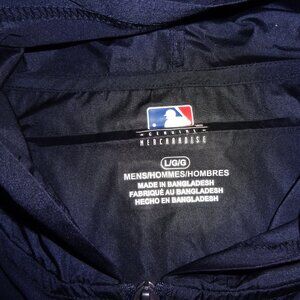 GENUINE
MERCHANDISE
L/G/G
MENS/HOMMES/HOMBRES
MADE IN BANGLADESH
FABRIQUÉ AU BANGLADESH
HECHO EN BANGLADESH